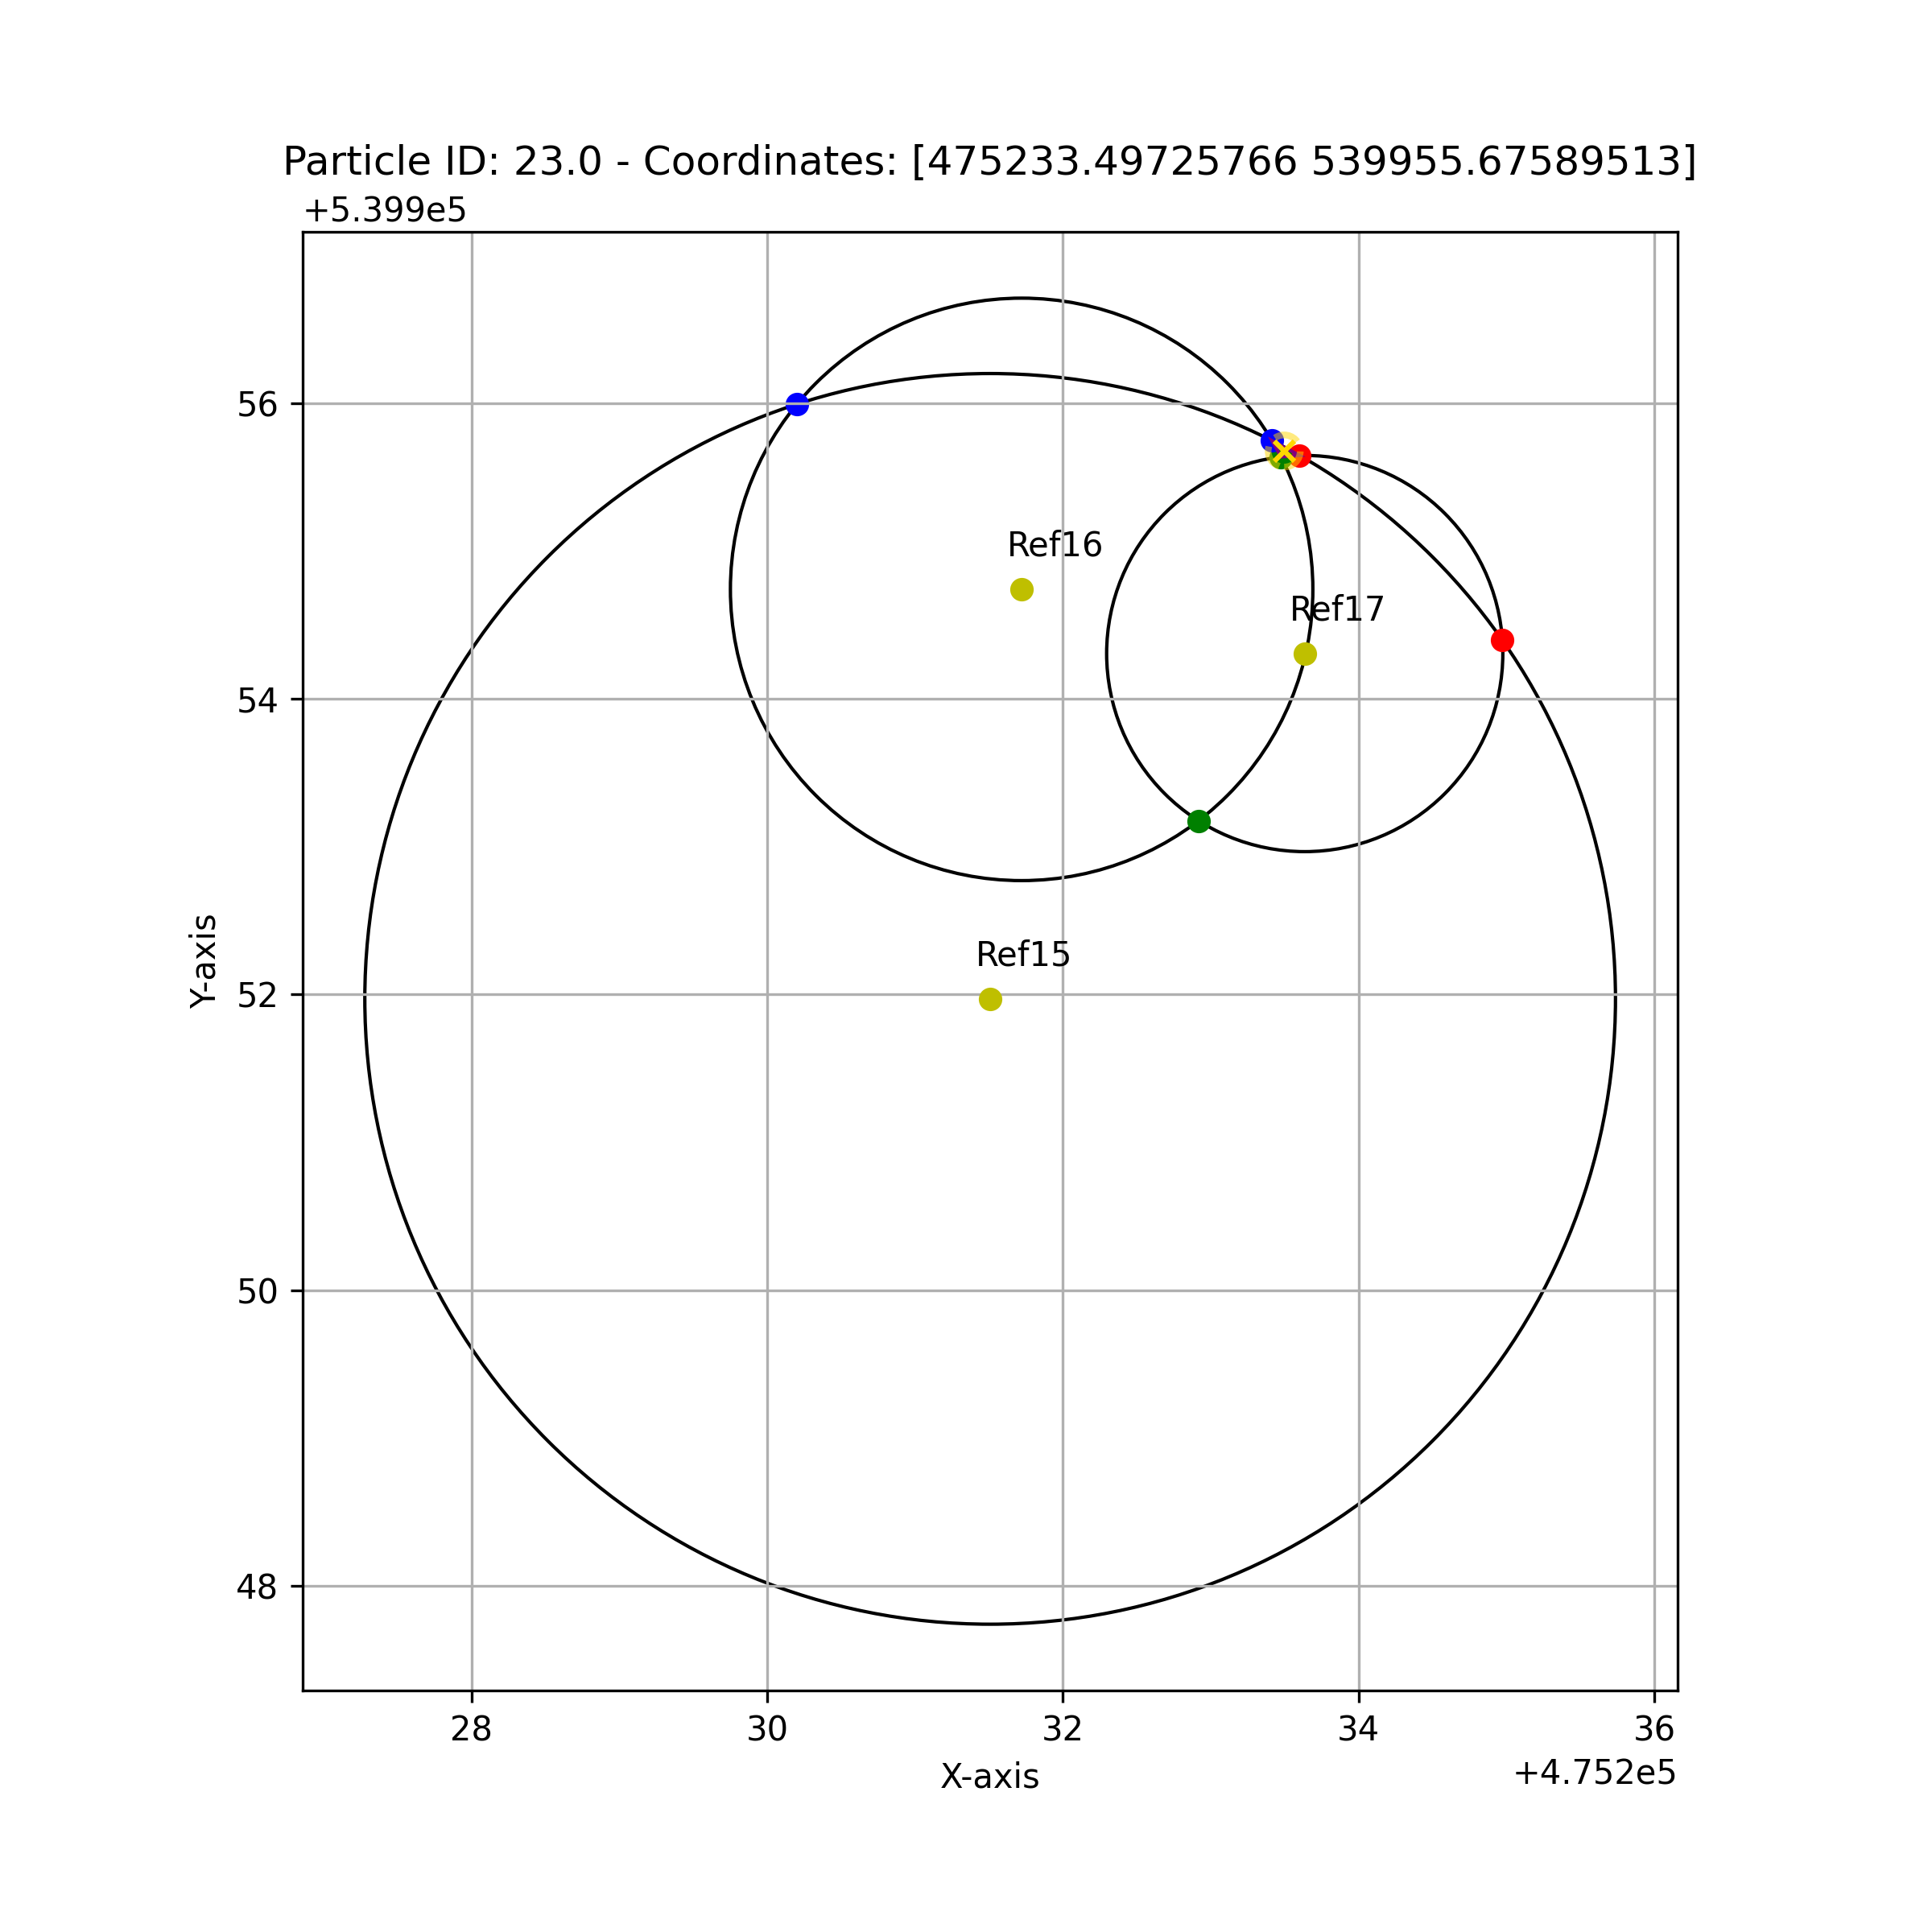 Particle ID: 23.0 - Coordinates: [475233.49725766 539955.67589513]
+5.399e5
56
Ref16
Ref17
54
Ref15
Y-axis
52
50
48
28 30 32 34 36
X-axis
+4.752e5